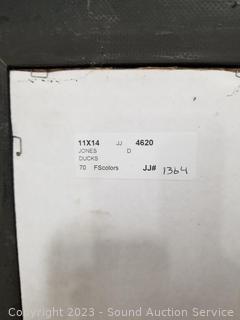 11X14 JJ 4620
JONES D
DUCKS
70 FScolors JJ# 1364
Copyright 2023 - Sound Auction Service